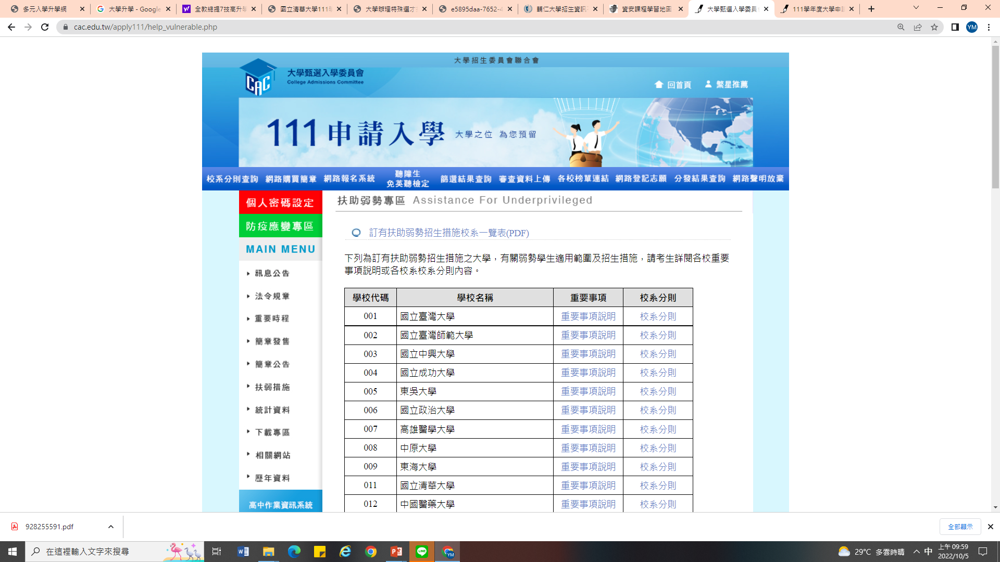 多元入學升學網
大學升學 - Google
全教總提7技高升學
國立清華大學111學
大學辦理特殊選才
e5895daa-7652-4
輔仁大學招生資訊
資安課程學習地圖
大學甄選入學委員
111學年度大學申請
cac.edu.tw/apply111/help_vulnerable.php
YM
大學招生委員會聯合會
CAC
大學甄選入學委員會
College Admissions Committee
回首頁
繁星推薦
111 申請入學 大學之位 為您預留
校系分則查詢 網路購買簡章 網路報名系統 聽障生 免英聽檢定 篩選結果查詢 審查資料上傳 各校榜單連結 網路登記志願 分發結果查詢 網路聲明放棄
個人密碼設定
防疫應變專區
MAIN MENU
訊息公告
法令規章
重要時程
簡章發售
簡章公告
扶弱措施
統計資料
下載專區
相關網站
歷年資料
高中作業資訊系統
扶助弱勢專區 Assistance For Underprivileged
訂有扶助弱勢招生措施校系一覽表(PDF)
下列為訂有扶助弱勢招生措施之大學，有關弱勢學生適用範圍及招生措施，請考生詳閱各校重要
事項說明或各校系校系分則內容。
學校代碼 學校名稱 重要事項 校系分則
001 國立臺灣大學 重要事項說明 校系分則
002 國立臺灣師範大學 重要事項說明 校系分則
003 國立中興大學 重要事項說明 校系分則
004 國立成功大學 重要事項說明 校系分則
005 東吳大學 重要事項說明 校系分則
006 國立政治大學 重要事項說明 校系分則
007 高雄醫學大學 重要事項說明 校系分則
008 中原大學 重要事項說明 校系分則
009 東海大學 重要事項說明 校系分則
011 國立清華大學 重要事項說明 校系分則
012 中國醫藥大學 重要事項說明 校系分則
928255591.pdf
全部顯示
在這裡輸入文字來搜尋
29°C 多雲時晴
中
上午 09:59
2022/10/5